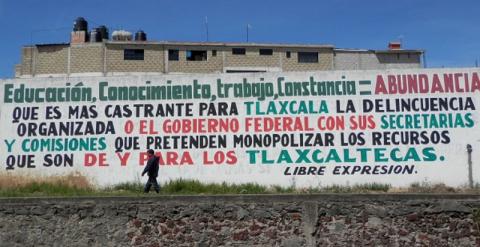 Educación, Conocimiento, trabajo, Constancia = ABUNDANCIA
QUE ES MAS CASTRANTE PARA TLAXCALA LA DELINCUENCIA
ORGANIZADA O EL GOBIERNO FEDERAL CON SUS SECRETARIAS
Y COMISIONES QUE PRETENDEN MONOPOLIZAR LOS RECURSOS
QUE SON DE Y PARA LOS TLAXCALTECAS.
LIBRE EXPRESION.